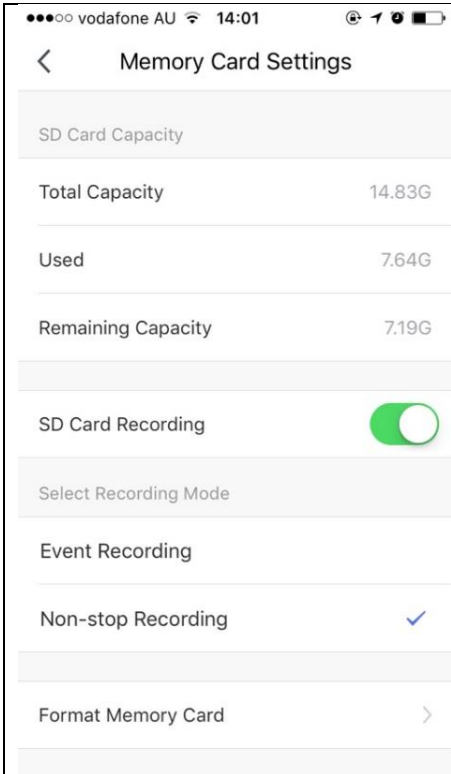 vodafone AU 14:01
Memory Card Settings
SD Card Capacity
Total Capacity 14.83G
Used 7.64G
Remaining Capacity 7.19G
SD Card Recording
Select Recording Mode
Event Recording
Non-stop Recording
Format Memory Card